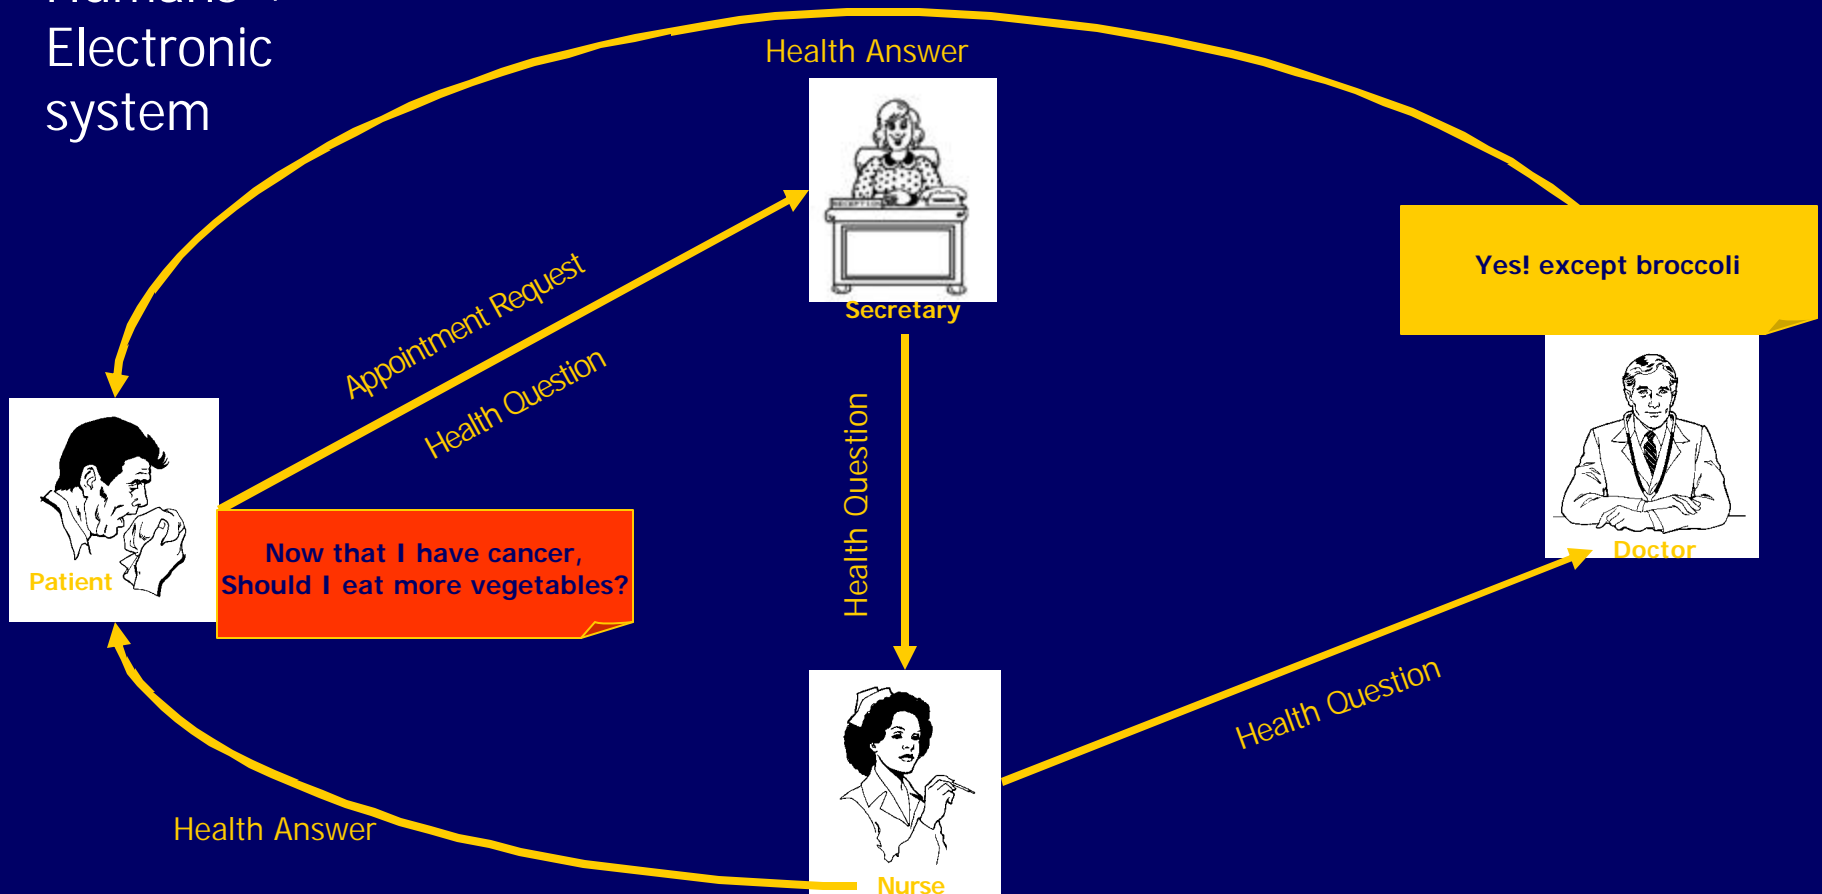 Electronic
system
Health Answer
RECEPTION
Secretary
Yes! except broccoli
Appointment Request
Health Question
Patient
Now that I have cancer,
Should I eat more vegetables?
Health Question
Doctor
Health Question
Health Answer
Nurse